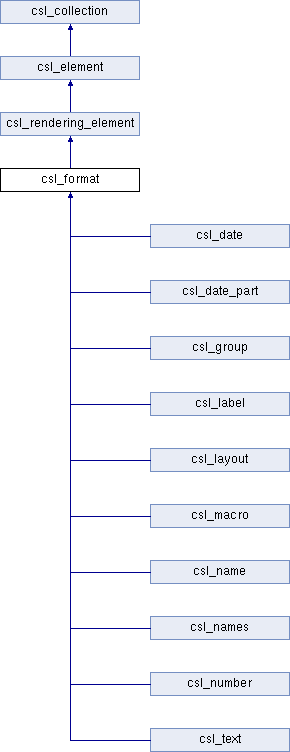 csl_collection
csl_element
csl_rendering_element
csl_format
csl_date
csl_date_part
csl_group
csl_label
csl_layout
csl_macro
csl_name
csl_names
csl_number
csl_text